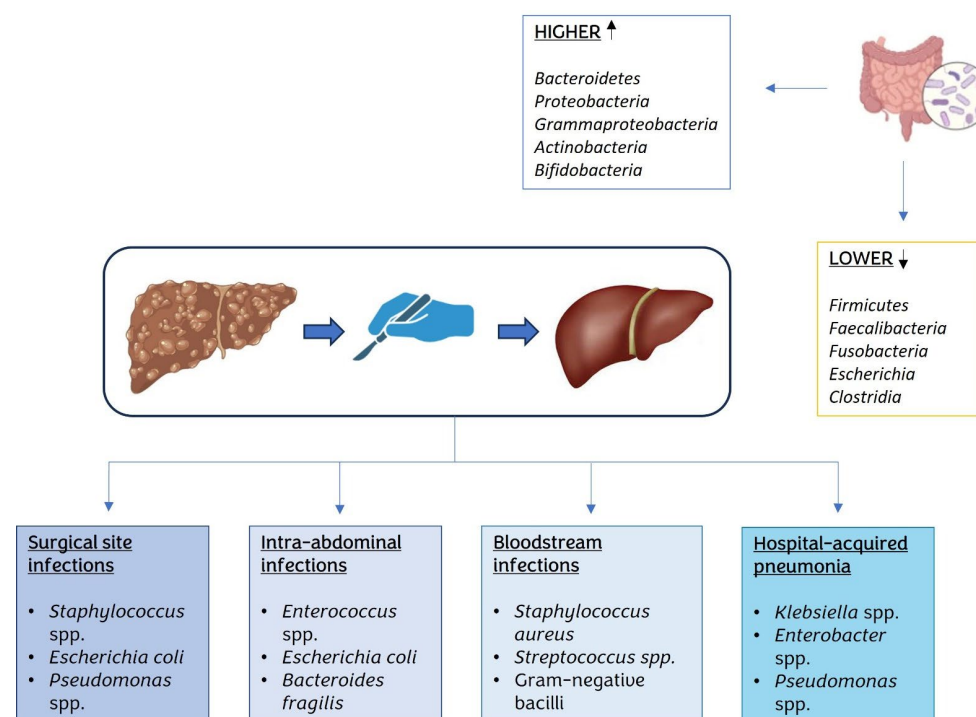 HIGHER
Bacteroidetes
Proteobacteria
Grammaproteobacteria
Actinobacteria
Bifidobacteria
LOWER
Firmicutes
Faecalibacteria
Fusobacteria
Escherichia
Clostridia
Surgical site
infections
• Staphylococcus
spp.
• Escherichia coli
• Pseudomonas
spp.
Intra-abdominal
infections
• Enterococcus
spp.
• Escherichia coli
• Bacteroides
fragilis
Bloodstream
infections
• Staphylococcus
aureus
• Streptococcus spp.
• Gram-negative
bacilli
Hospital-acquired
pneumonia
• Klebsiella spp.
• Enterobacter
spp.
• Pseudomonas
spp.